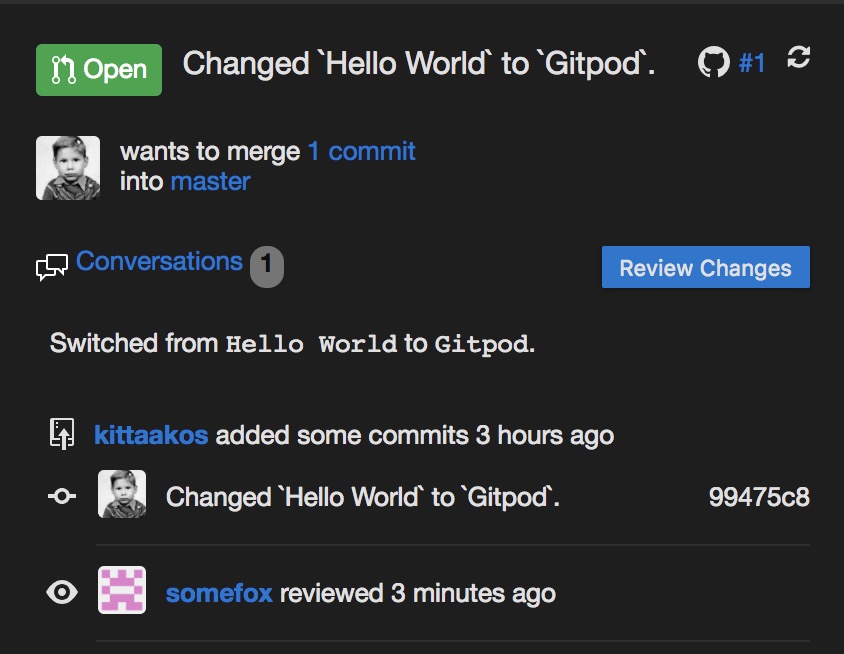 Open Changed `Hello World` to `Gitpod`. #1
wants to merge 1 commit
into master
Conversations 1 Review Changes
Switched from Hello World to Gitpod.
kittaakos added some commits 3 hours ago
Changed `Hello World` to `Gitpod`. 99475c8
somefox reviewed 3 minutes ago